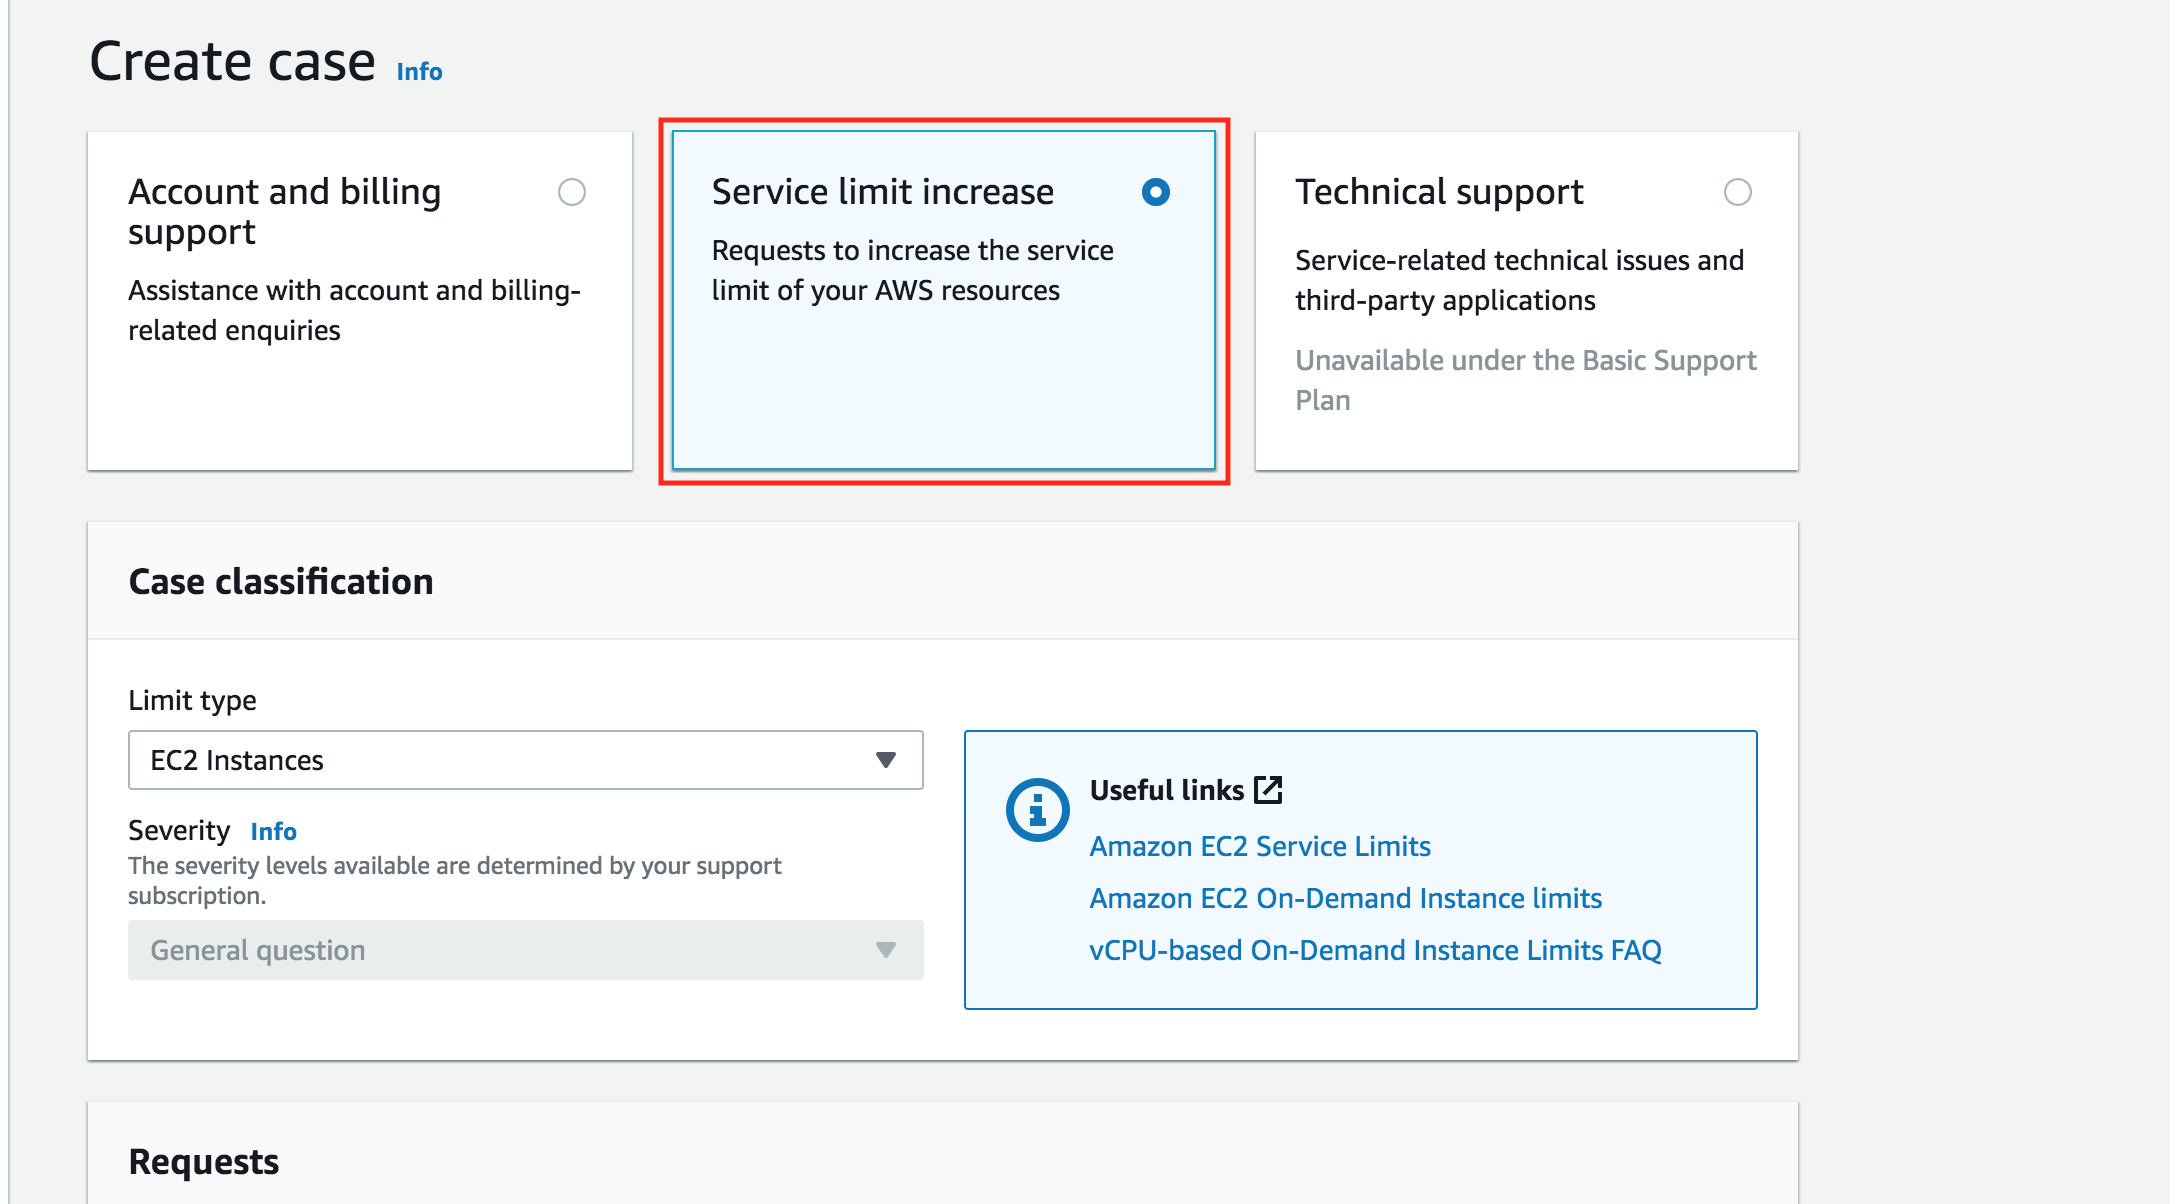 Create case Info
Account and billing
support
Assistance with account and billing-
related enquiries
Service limit increase
Requests to increase the service
limit of your AWS resources
Technical support
Service-related technical issues and
third-party applications
Unavailable under the Basic Support
Plan
Case classification
Limit type
EC2 Instances
Severity Info
The severity levels available are determined by your support
subscription.
General question
Useful links
Amazon EC2 Service Limits
Amazon EC2 On-Demand Instance limits
vCPU-based On-Demand Instance Limits FAQ
Requests